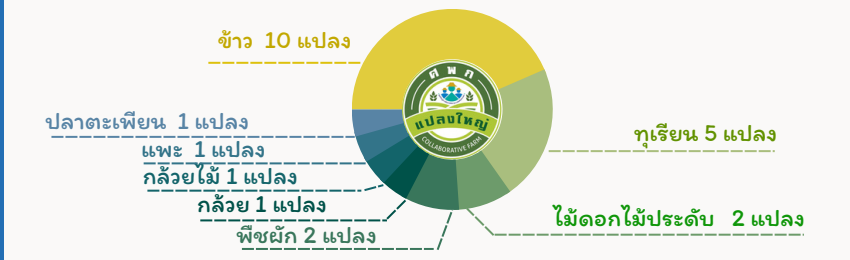 ข้าว 10 แปลง
ศ พ ก
แปลงใหญ่
COLLABORATIVE FARM
ปลาตะเพียน 1 แปลง
ทุเรียน 5 แปลง
แพะ 1 แปลง
กล้วยไม้ 1 แปลง
กล้วย 1 แปลง
ไม้ดอกไม้ประดับ 2 แปลง
พืชผัก 2 แปลง